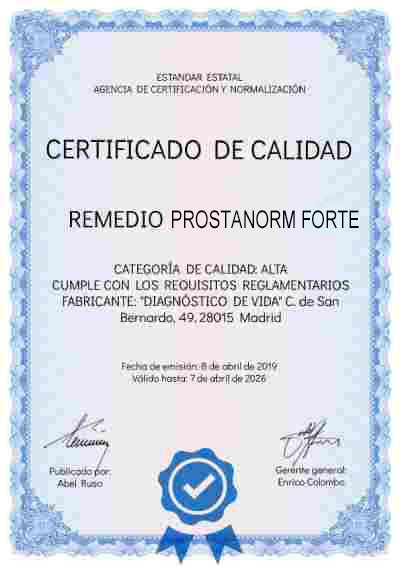 ESTANDAR ESTATAL
AGENCIA DE CERTIFICACIÓN Y NORMALIZACIÓN
CERTIFICADO DE CALIDAD
REMEDIO PROSTANORM FORTE
CATEGORÍA DE CALIDAD: ALTA
CUMPLE CON LOS REQUISITOS REGLAMENTARIOS
FABRICANTE: "DIAGNÓSTICO DE VIDA" C. de San
Bernardo, 49, 28015 Madrid
Fecha de emisión: 8 de abril de 2019
Válido hasta: 7 de abril de 2026
Publicado por:
Abel Ruso
Gerente general:
Enrico Colombo